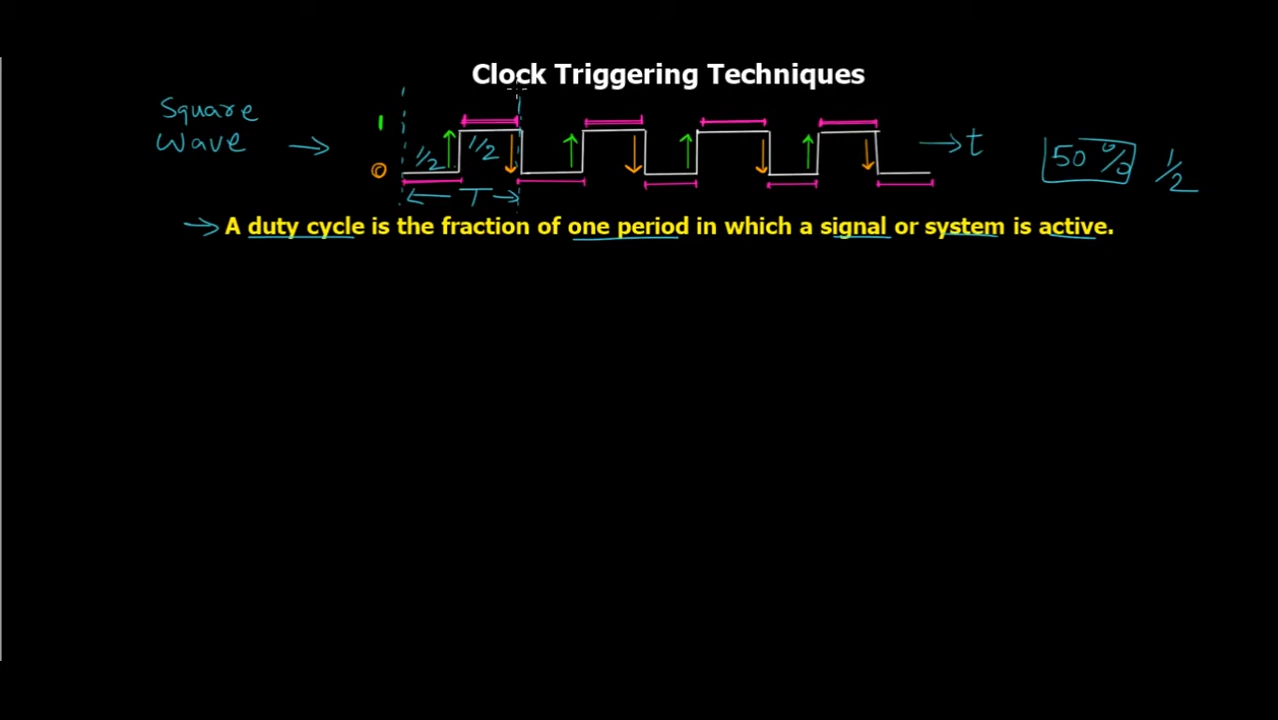 Clock Triggering Techniques
Square
Wave
1
0
1/2
1/2
T
t
50 %
1/2
A duty cycle is the fraction of one period in which a signal or system is active.